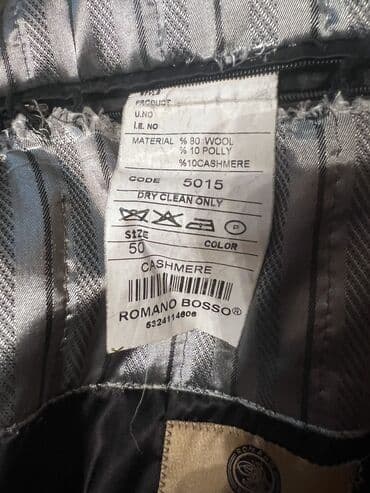 PRODUCT
U.NO
I.E. NO
MATERIAL % 80 WOOL
% 10 POLLY
%10CASHMERE
CODE 5015
DRY CLEAN ONLY
P
SIZE COLOR
50
CASHMERE
ROMANO BOSSO®